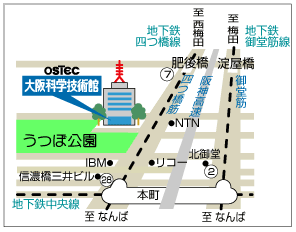 至西梅田
至梅田
地下鉄
四つ橋線
地下鉄
御堂筋線
肥後橋
淀屋橋
OSTEC
大阪科学技術館
⑦
四つ橋筋
阪神高速
御堂筋
NTN
うつぼ公園
IBM
リコー
北御堂
信濃橋三井ビル
㉘
②
本町
地下鉄中央線
至 なんば
至 なんば